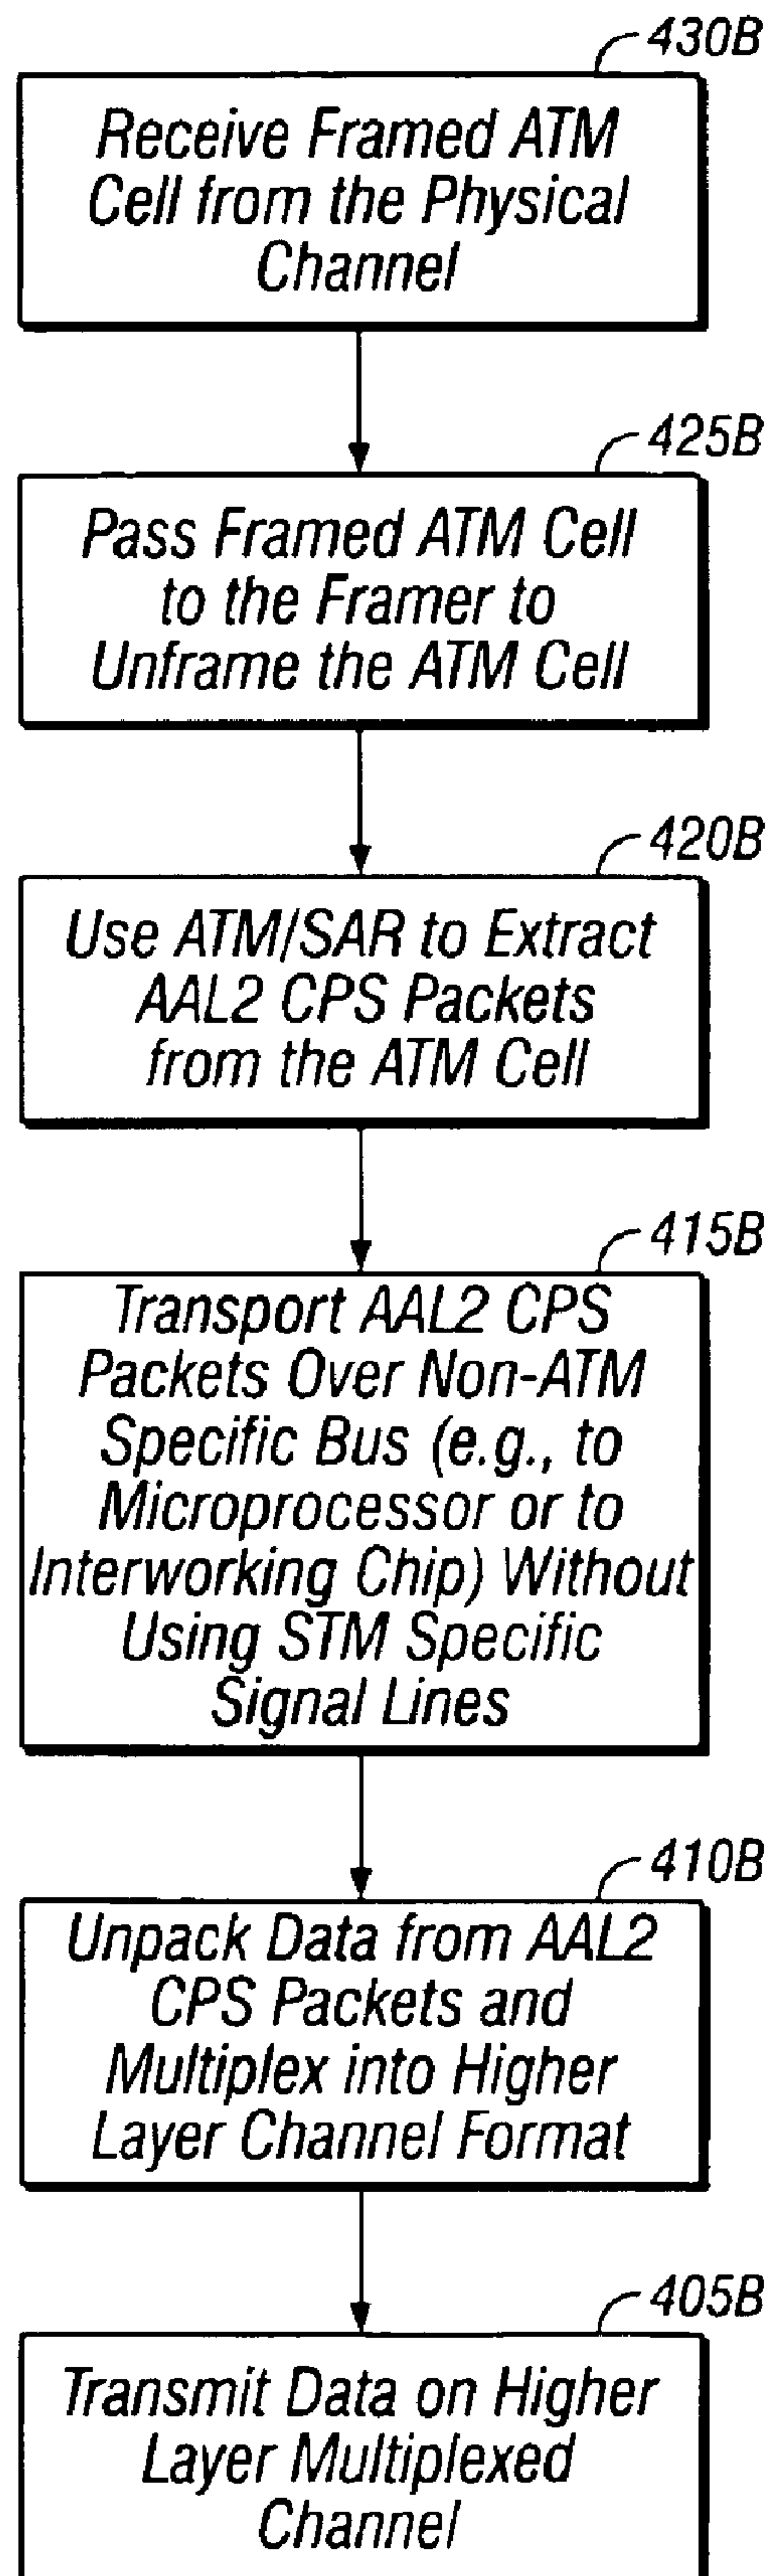 430B
Receive Framed ATM
Cell from the Physical
Channel
425B
Pass Framed ATM Cell
to the Framer to
Unframe the ATM Cell
420B
Use ATM/SAR to Extract
AAL2 CPS Packets
from the ATM Cell
415B
Transport AAL2 CPS
Packets Over Non-ATM
Specific Bus (e.g., to
Microprocessor or to
Interworking Chip) Without
Using STM Specific
Signal Lines
410B
Unpack Data from AAL2
CPS Packets and
Multiplex into Higher
Layer Channel Format
405B
Transmit Data on Higher
Layer Multiplexed
Channel